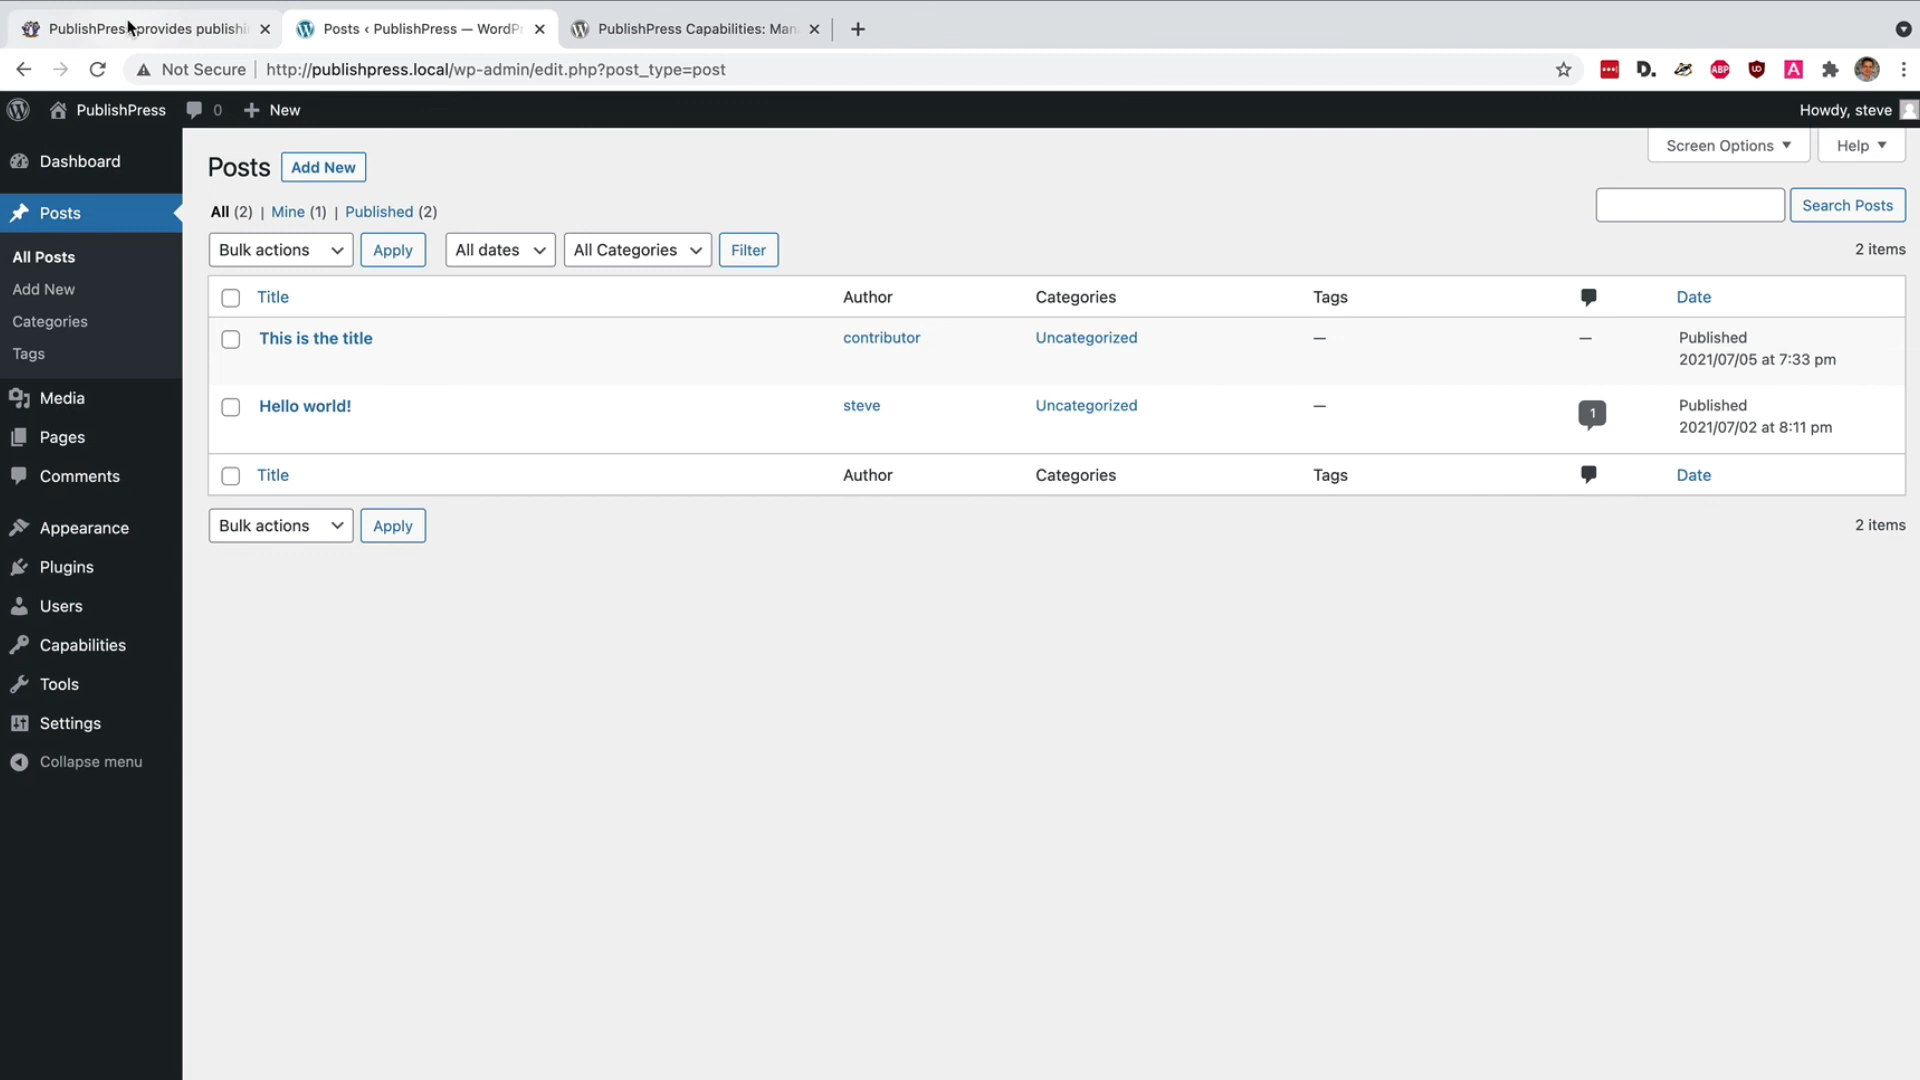 PublishPress provides publishi
Posts ‹ PublishPress — WordPr
PublishPress Capabilities: Man
Not Secure
http://publishpress.local/wp-admin/edit.php?post_type=post
D.
ABP
A
PublishPress
0
New
Howdy, steve
Dashboard
Posts
All Posts
Add New
Categories
Tags
Media
Pages
Comments
Appearance
Plugins
Users
Capabilities
Tools
Settings
Collapse menu
Screen Options
Help
Posts
Add New
All (2) | Mine (1) | Published (2)
Search Posts
Bulk actions
Apply
All dates
All Categories
Filter
2 items
Title
Author
Categories
Tags
Date
This is the title
contributor
Uncategorized
—
—
Published
2021/07/05 at 7:33 pm
Hello world!
steve
Uncategorized
—
1
Published
2021/07/02 at 8:11 pm
Title
Author
Categories
Tags
Date
Bulk actions
Apply
2 items